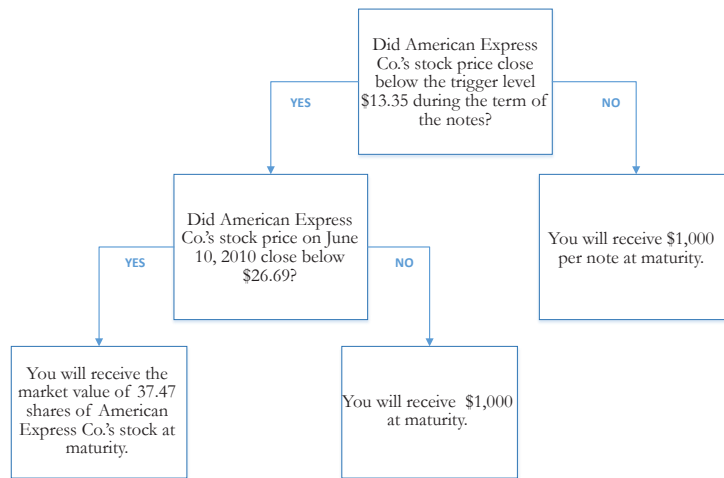 Did American Express
Co.'s stock price close
below the trigger level
$13.35 during the term of
the notes?
YES
NO
Did American Express
Co.'s stock price on June
10, 2010 close below
$26.69?
You will receive $1,000
per note at maturity.
YES
NO
You will receive the
market value of 37.47
shares of American
Express Co.'s stock at
maturity.
You will receive $1,000
at maturity.